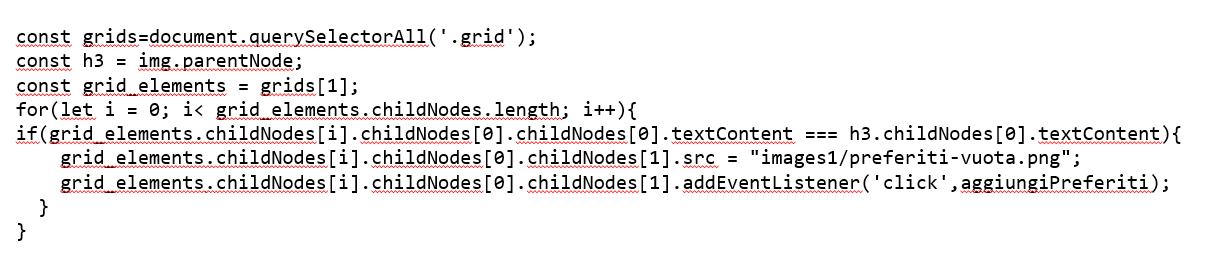 const grids=document.querySelectorAll('.grid');
const h3 = img.parentNode;
const grid_elements = grids[1];
for(let i = 0; i< grid_elements.childNodes.length; i++){
if(grid_elements.childNodes[i].childNodes[0].childNodes[0].textContent === h3.childNodes[0].textContent){
    grid_elements.childNodes[i].childNodes[0].childNodes[1].src = "images1/preferiti-vuota.png";
    grid_elements.childNodes[i].childNodes[0].childNodes[1].addEventListener('click',aggiungiPreferiti);
  }
}